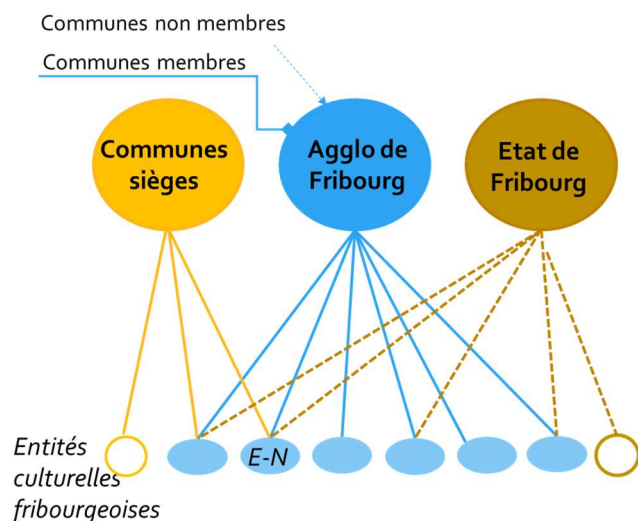 Communes non membres
Communes membres
Communes
sièges
Agglo de
Fribourg
Etat de
Fribourg
Entités
culturelles
fribourgeoises
E-N